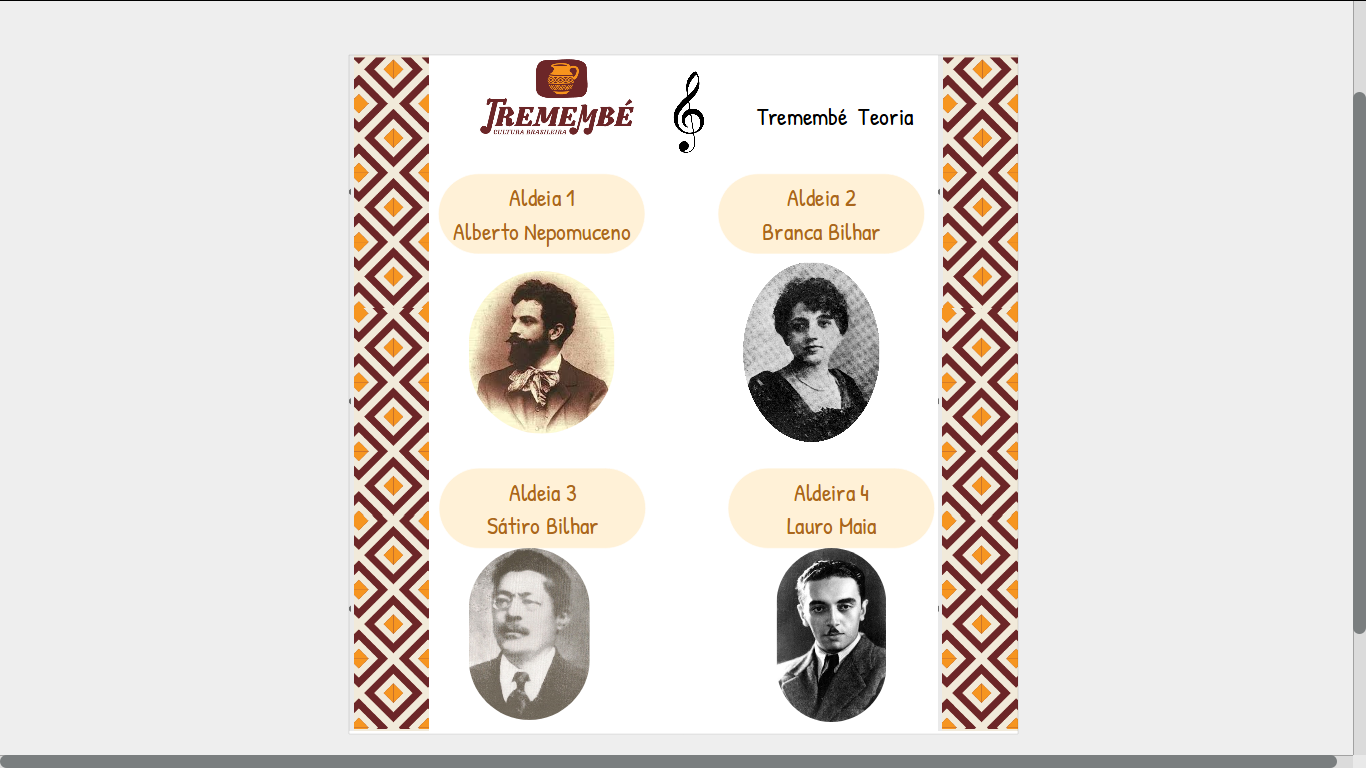 TREMEMBÉ
CULTURA BRASILEIRA
Tremembé Teoria
Aldeia 1
Alberto Nepomuceno
Aldeia 2
Branca Bilhar
Aldeia 3
Sátiro Bilhar
Aldeira 4
Lauro Maia